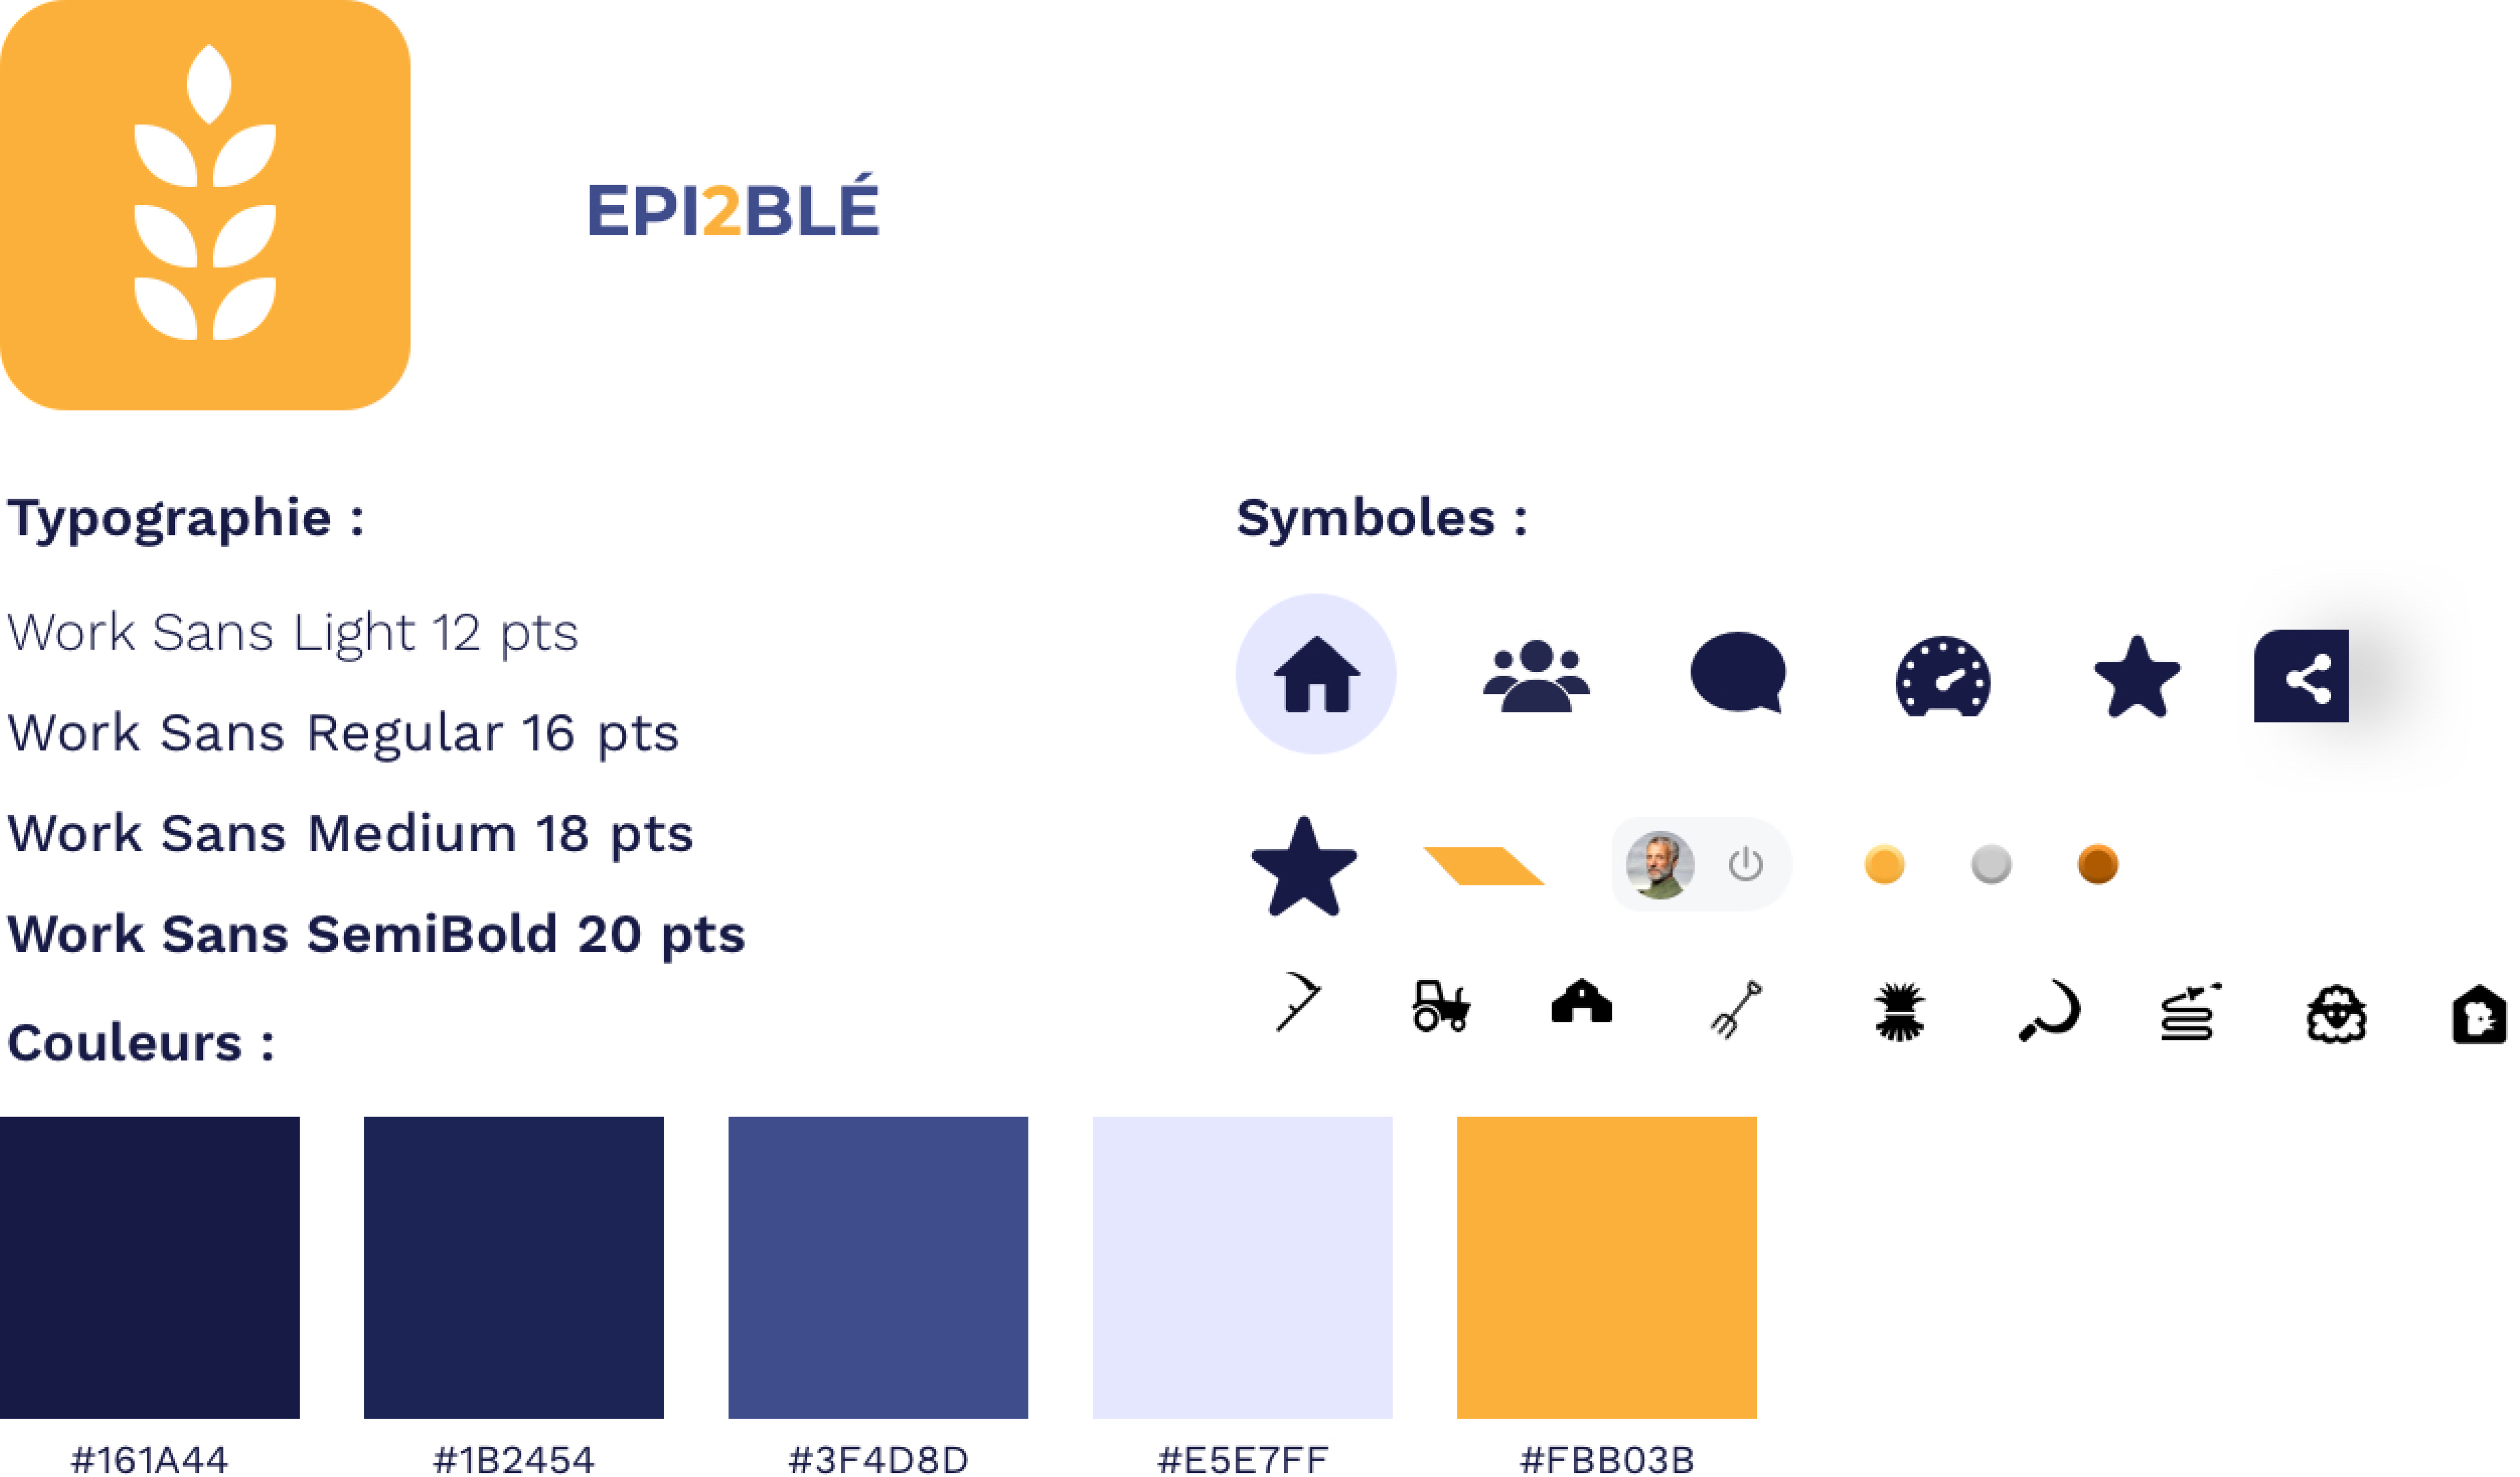 EPI2BLÉ
Typographie :
Work Sans Light 12 pts
Work Sans Regular 16 pts
Work Sans Medium 18 pts
Work Sans SemiBold 20 pts
Symboles :
Couleurs :
#161A44
#1B2454
#3F4D8D
#E5E7FF
#FBB03B